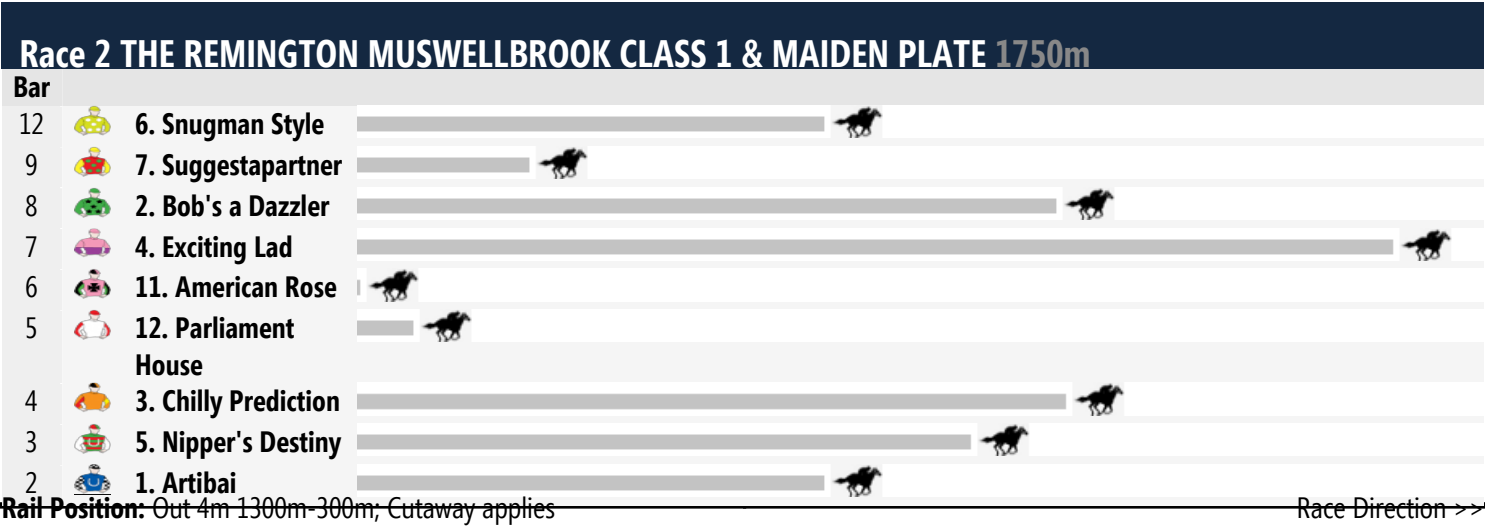 Race 2 THE REMINGTON MUSWELLBROOK CLASS 1 & MAIDEN PLATE 1750m
Bar
12 6. Snugman Style
9 7. Suggestapartner
8 2. Bob's a Dazzler
7 4. Exciting Lad
6 11. American Rose
5 12. Parliament
House
4 3. Chilly Prediction
3 5. Nipper's Destiny
2 1. Artibai
Rail Position: Out 4m 1300m-300m; Cutaway applies Race Direction >>